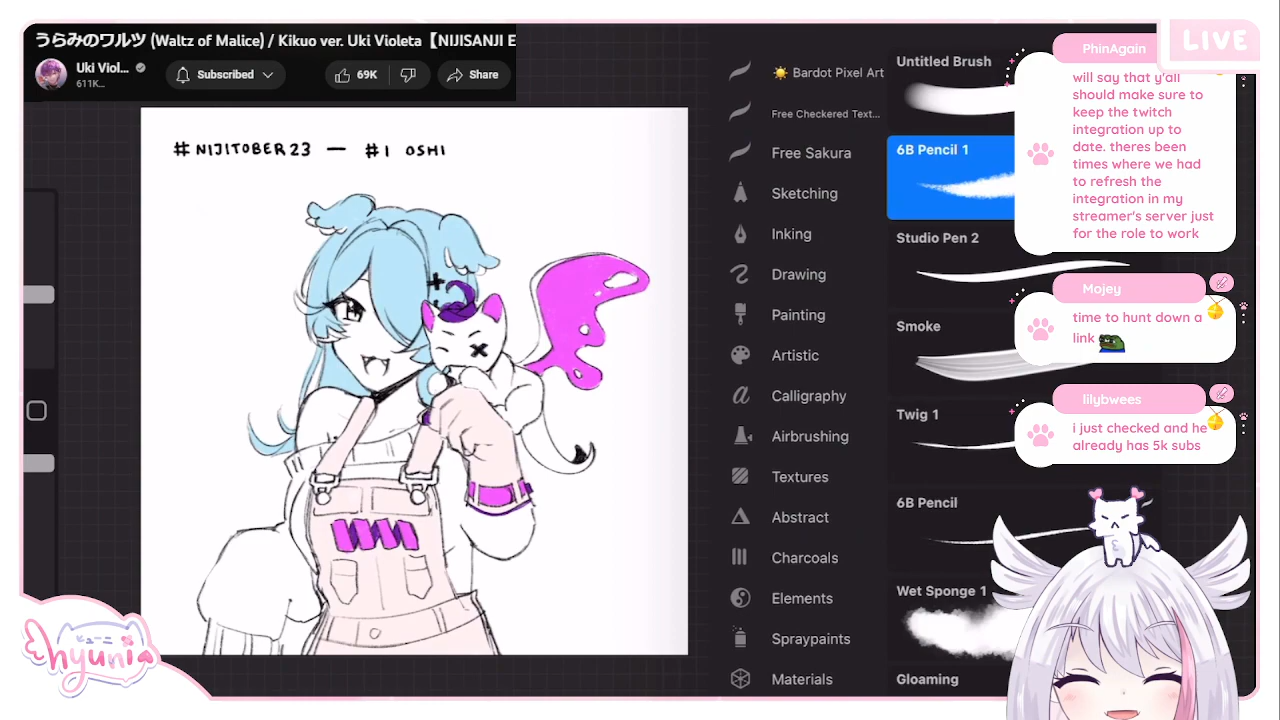 うらみのワルツ (Waltz of Malice) / Kikuo ver. Uki Violeta【NIJISANJI E
Uki Viol...
611K...
Subscribed
69K
Share
#NIJITOBER23 — #1 OSHI
Bardot Pixel Art
Free Checkered Text...
Free Sakura
Sketching
Inking
Drawing
Painting
Artistic
Calligraphy
Airbrushing
Textures
Abstract
Charcoals
Elements
Spraypaints
Materials
Untitled Brush
6B Pencil 1
Studio Pen 2
Smoke
Twig 1
6B Pencil
Wet Sponge 1
Gloaming
LIVE
PhinAgain
will say that y'all
should make sure to
keep the twitch
integration up to
date. theres been
times where we had
to refresh the
integration in my
streamer's server just
for the role to work
Mojey
time to hunt down a
link
lilybwees
i just checked and he
already has 5k subs
ヒューニ
hyunia